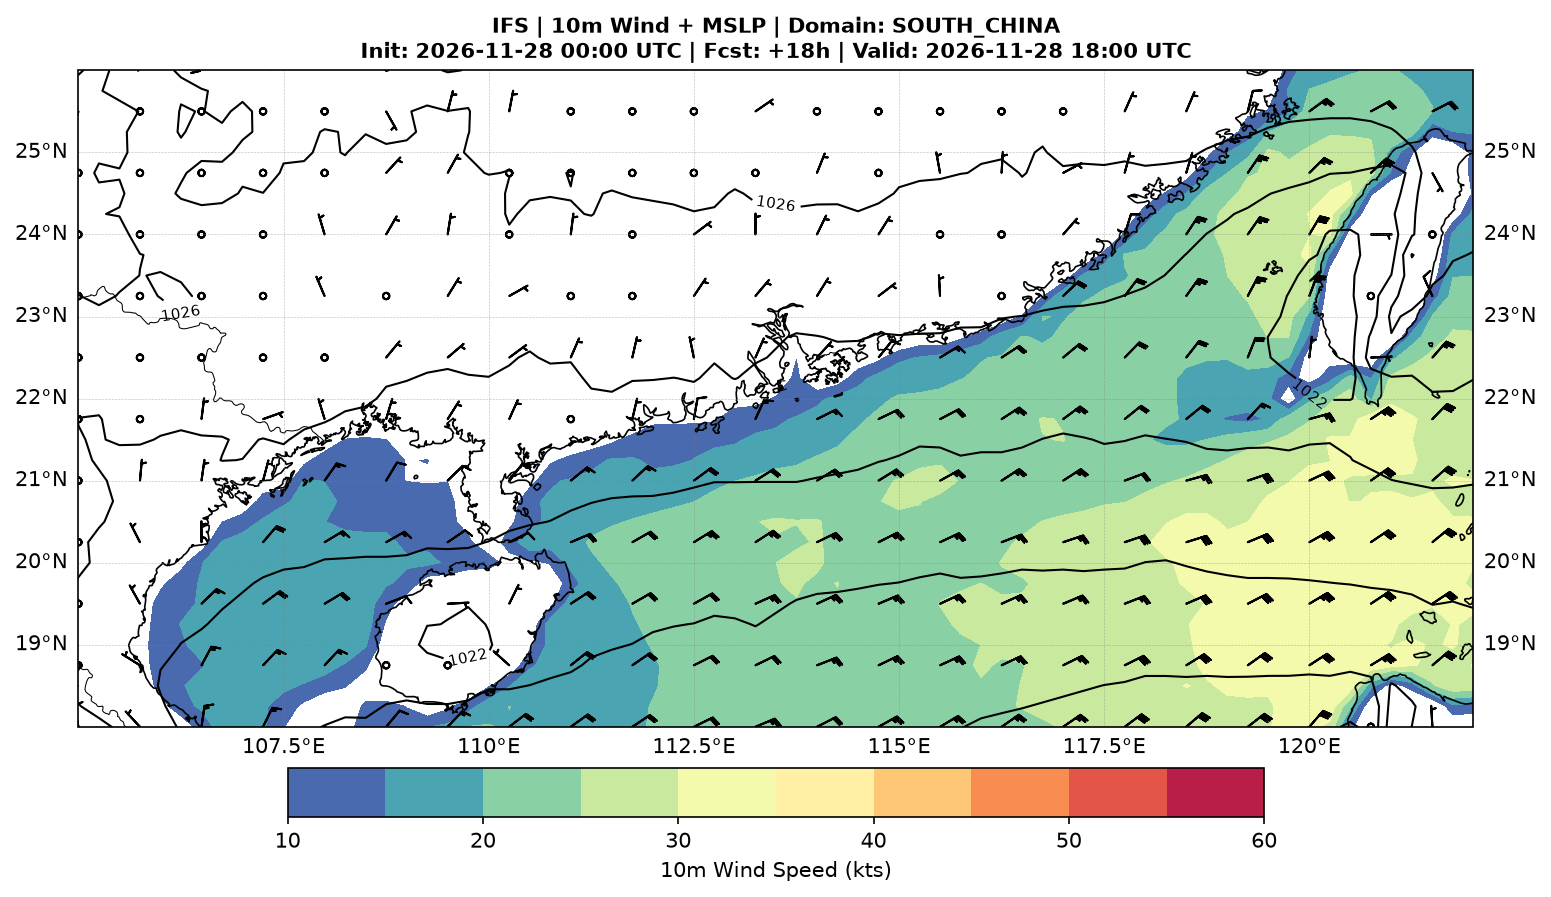 IFS | 10m Wind + MSLP | Domain: SOUTH_CHINA
Init: 2026-11-28 00:00 UTC | Fcst: +18h | Valid: 2026-11-28 18:00 UTC
25°N 25°N
1026
24°N 24°N
1026
23°N 23°N
22°N 1022 22°N
21°N 21°N
20°N 20°N
19°N 1022 19°N
107.5°E 110°E 112.5°E 115°E 117.5°E 120°E
10 20 30 40 50 60
10m Wind Speed (kts)